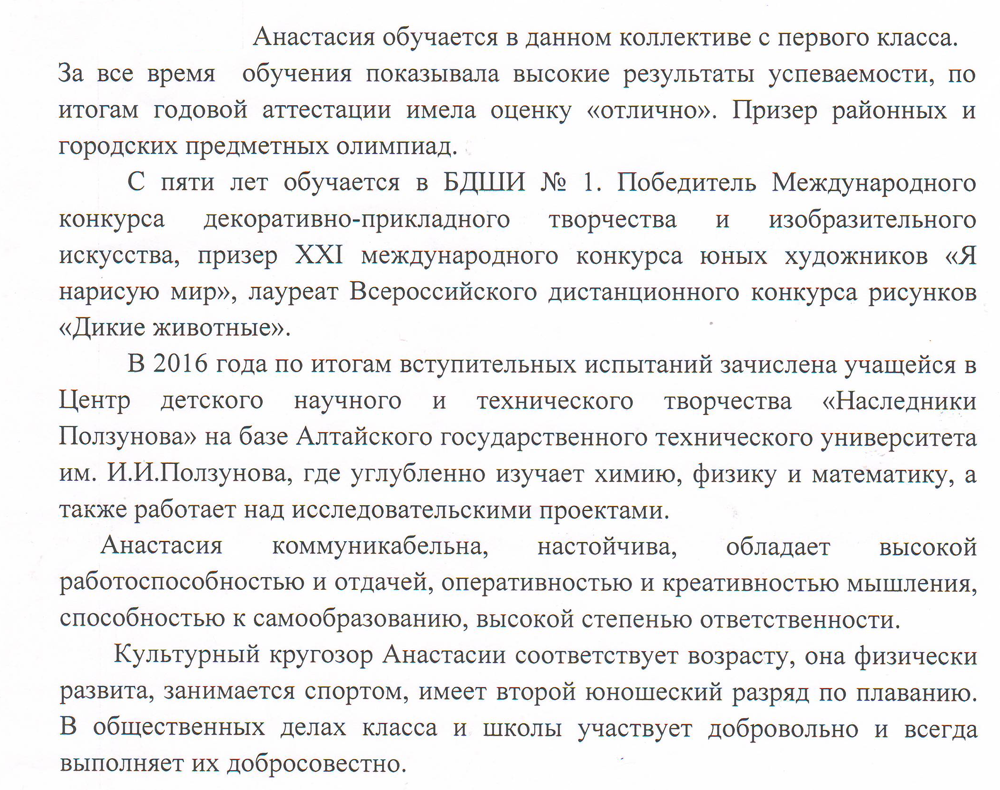 Анастасия обучается в данном коллективе с первого класса.
За все время обучения показывала высокие результаты успеваемости, по
итогам годовой аттестации имела оценку «отлично». Призер районных и
городских предметных олимпиад.
С пяти лет обучается в БДШИ № 1. Победитель Международного
конкурса декоративно-прикладного творчества и изобразительного
искусства, призер XXI международного конкурса юных художников «Я
нарисую мир», лауреат Всероссийского дистанционного конкурса рисунков
«Дикие животные».
В 2016 года по итогам вступительных испытаний зачислена учащейся в
Центр детского научного и технического творчества «Наследники
Ползунова» на базе Алтайского государственного технического университета
им. И.И.Ползунова, где углубленно изучает химию, физику и математику, а
также работает над исследовательскими проектами.
Анастасия коммуникабельна, настойчива, обладает высокой
работоспособностью и отдачей, оперативностью и креативностью мышления,
способностью к самообразованию, высокой степенью ответственности.
Культурный кругозор Анастасии соответствует возрасту, она физически
развита, занимается спортом, имеет второй юношеский разряд по плаванию.
В общественных делах класса и школы участвует добровольно и всегда
выполняет их добросовестно.